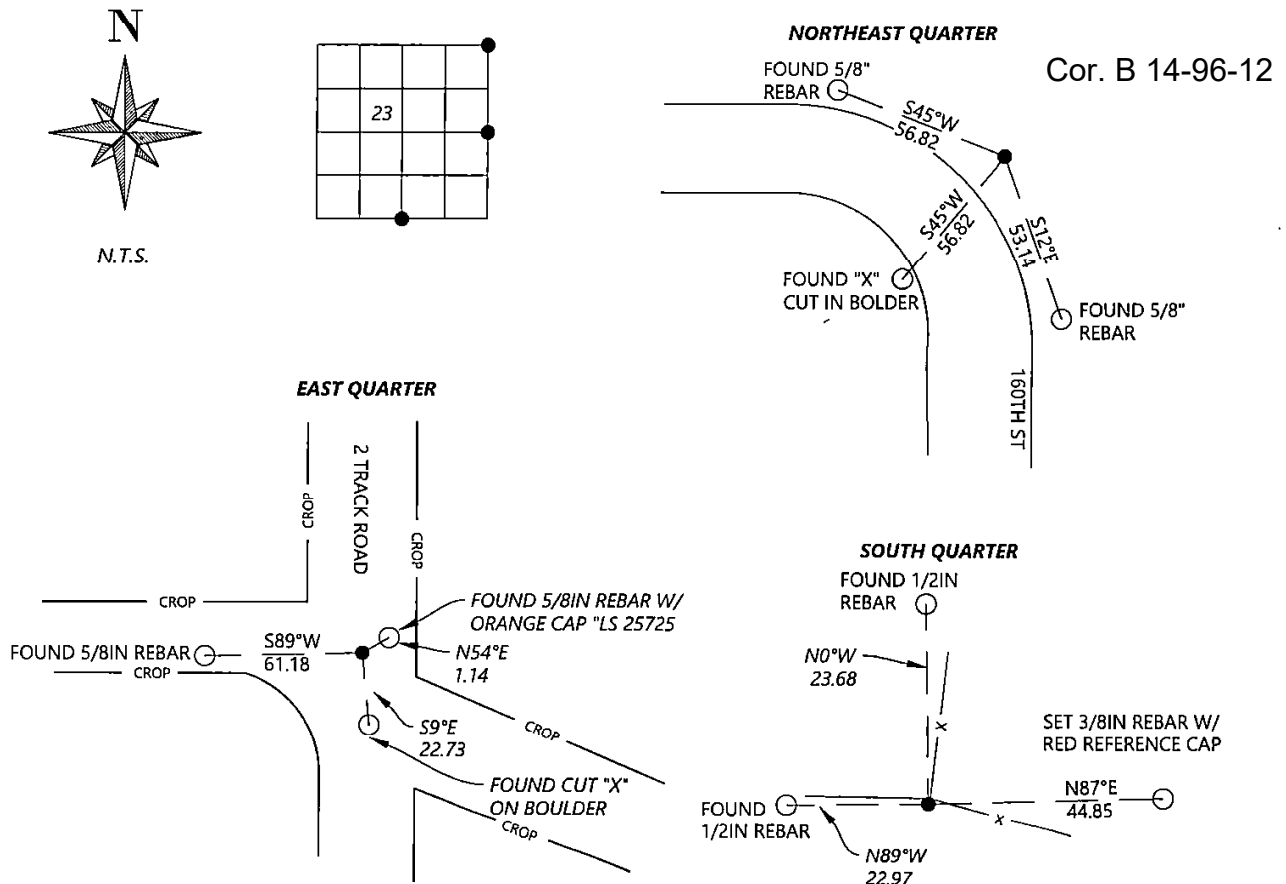 N
N.T.S.
23
NORTHEAST QUARTER
Cor. B 14-96-12
FOUND 5/8"
REBAR
S45°W
56.82
S45°W
56.82
S12°E
53.14
FOUND "X"
CUT IN BOLDER
FOUND 5/8"
REBAR
160TH ST
EAST QUARTER
2 TRACK ROAD
CROP
CROP
CROP
FOUND 5/8IN REBAR W/
ORANGE CAP "LS 25725
FOUND 5/8IN REBAR
S89°W
61.18
N54°E
1.14
CROP
S9°E
22.73
CROP
FOUND CUT "X"
ON BOULDER
CROP
SOUTH QUARTER
FOUND 1/2IN
REBAR
N0°W
23.68
X
SET 3/8IN REBAR W/
RED REFERENCE CAP
FOUND
1/2IN REBAR
N87°E
44.85
X
N89°W
22.97